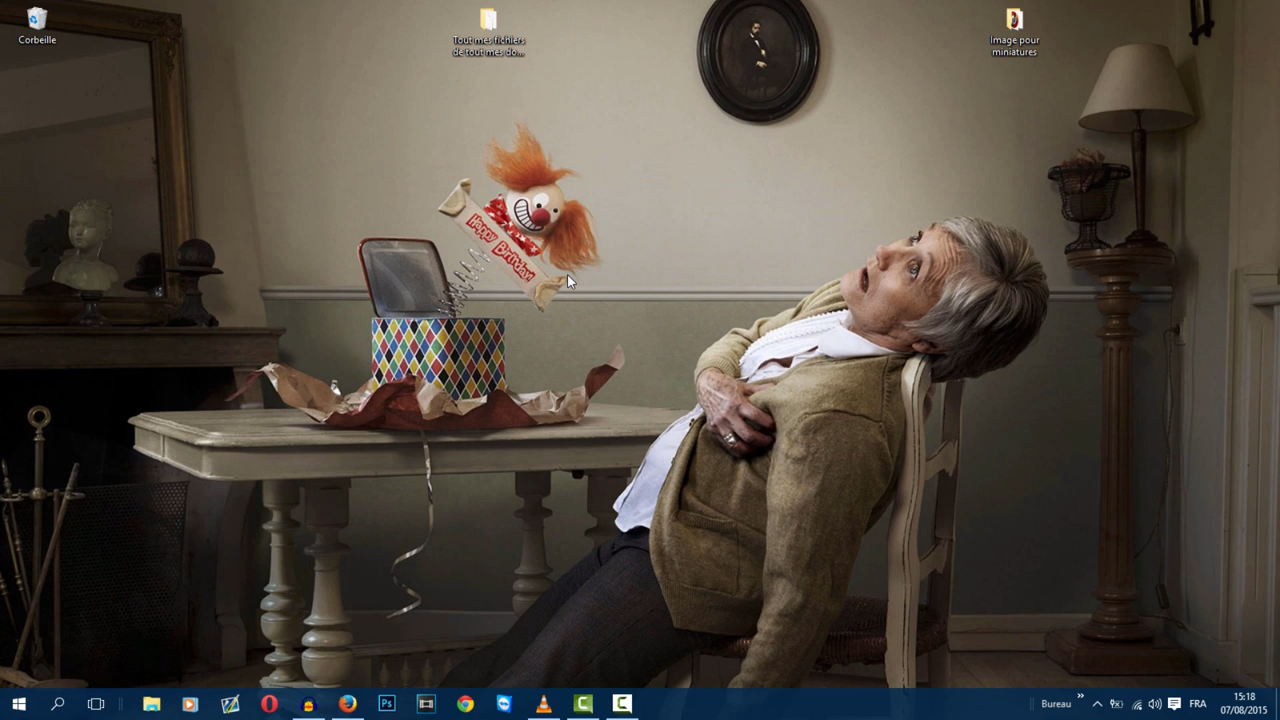 Corbeille
Tout mes fichiers
de tout mes do...
Image pour
miniatures
Happy Birthday!
Ps
Bureau
FRA
15:18
07/08/2015